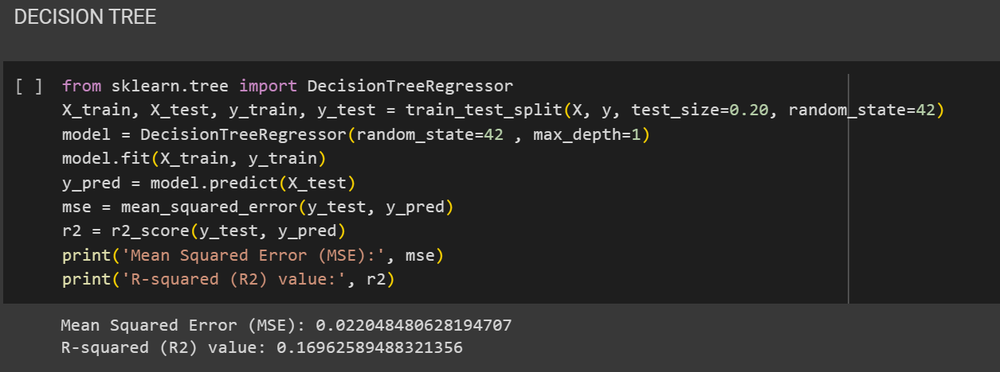 DECISION TREE
[ ] from sklearn.tree import DecisionTreeRegressor
X_train, X_test, y_train, y_test = train_test_split(X, y, test_size=0.20, random_state=42)
model = DecisionTreeRegressor(random_state=42 , max_depth=1)
model.fit(X_train, y_train)
y_pred = model.predict(X_test)
mse = mean_squared_error(y_test, y_pred)
r2 = r2_score(y_test, y_pred)
print('Mean Squared Error (MSE):', mse)
print('R-squared (R2) value:', r2)
Mean Squared Error (MSE): 0.022048480628194707
R-squared (R2) value: 0.16962589488321356